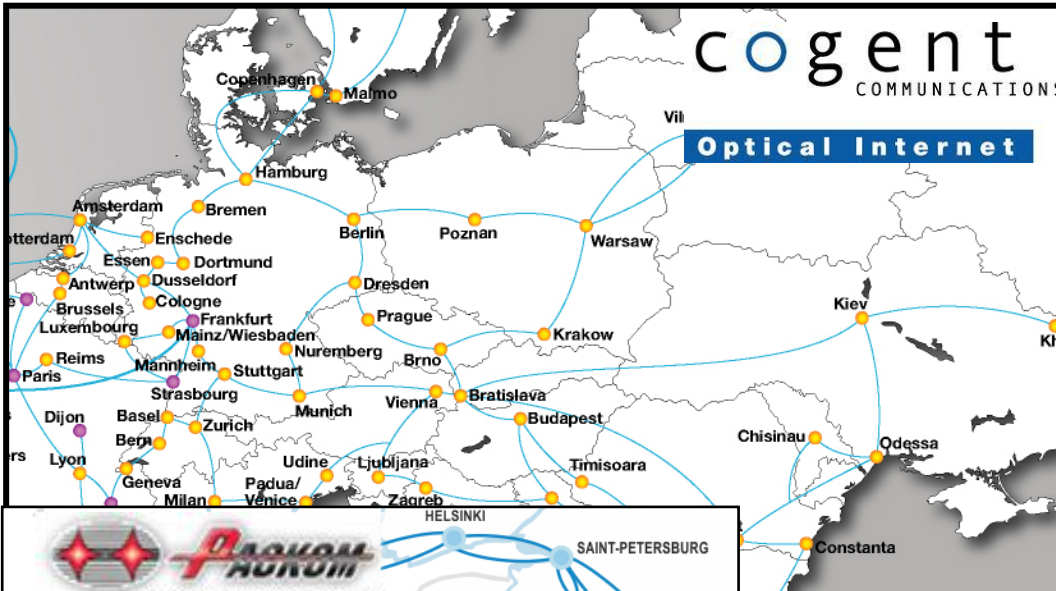 cogent
COMMUNICATIONS
Optical Internet
Copenhagen
Malmo
Hamburg
Amsterdam
Bremen
Berlin
Poznan
Warsaw
Enschede
Essen
Dortmund
Antwerp
Dusseldorf
Dresden
Brussels
Cologne
Kiev
Luxembourg
Frankfurt
Prague
Mainz/Wiesbaden
Krakow
Nuremberg
Brno
Reims
Mannheim
Paris
Stuttgart
Strasbourg
Munich
Vienna
Bratislava
Dijon
Basel
Zurich
Budapest
Bern
Chisinau
Odessa
Lyon
Geneva
Udine
Ljubljana
Timisoara
Milan
Padua/
Venice
Zagreb
HELSINKI
РАСКОМ
SAINT-PETERSBURG
Constanta